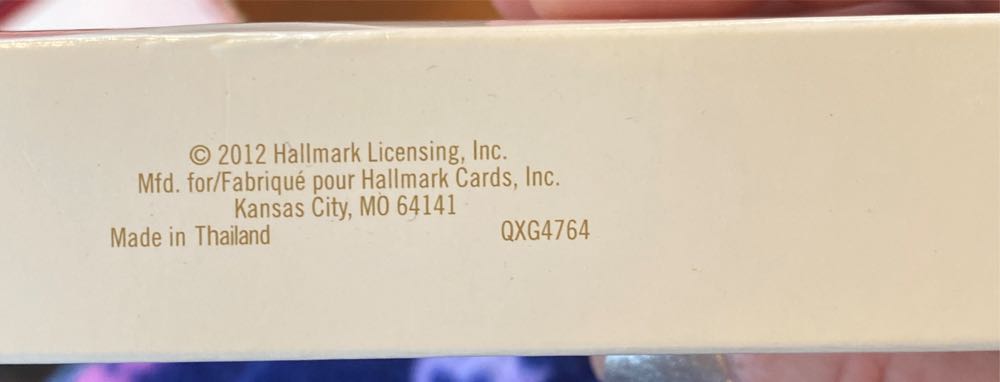 © 2012 Hallmark Licensing, Inc.
Mfd. for/Fabriqué pour Hallmark Cards, Inc.
Kansas City, MO 64141
Made in Thailand QXG4764